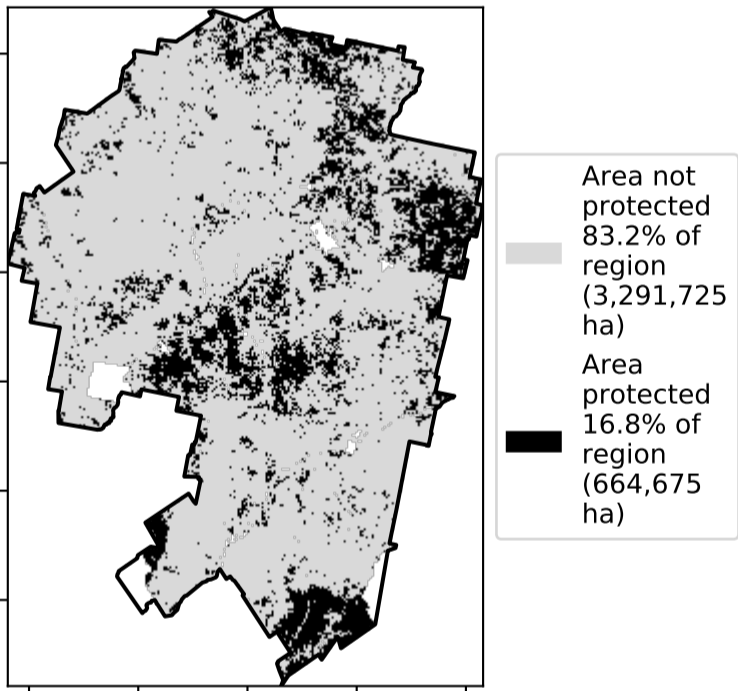 Area not
protected
83.2% of
region
(3,291,725
ha)
Area
protected
16.8% of
region
(664,675
ha)